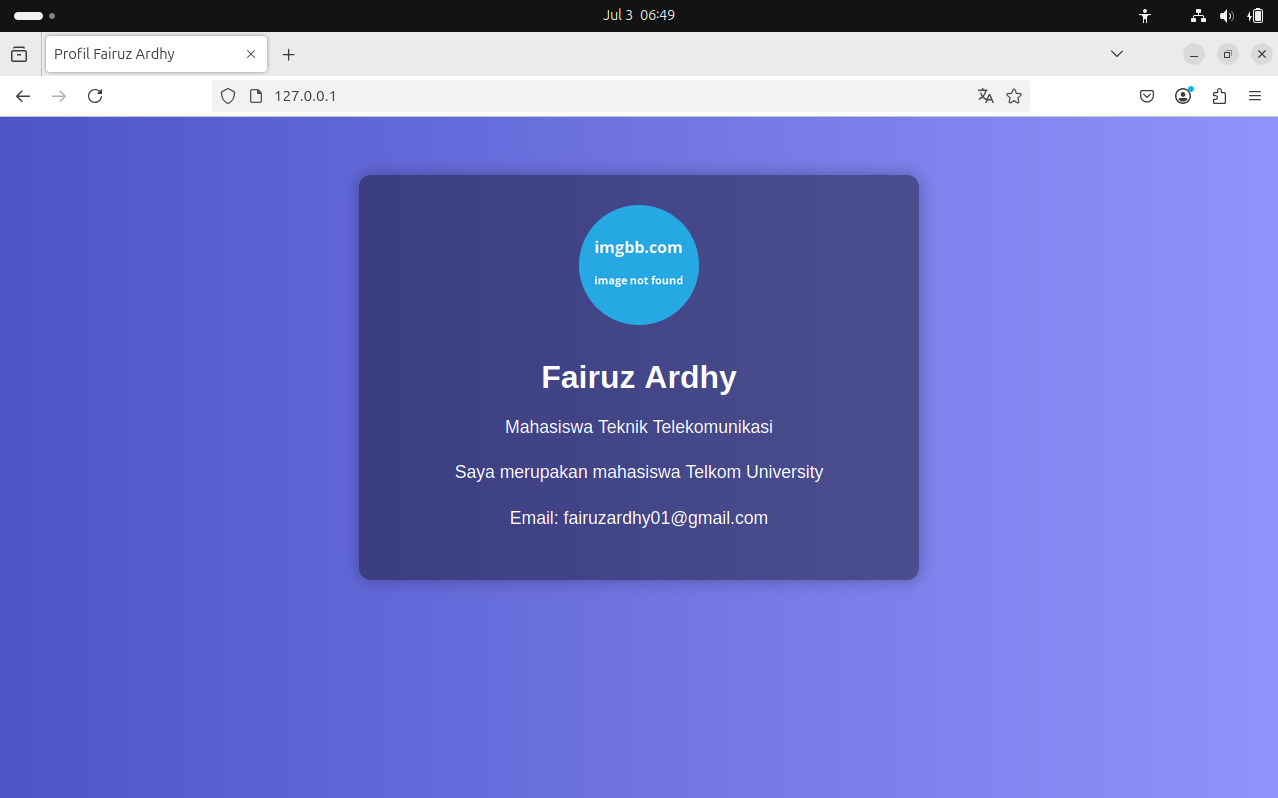 Jul 3 06:49
Profil Fairuz Ardhy
127.0.0.1
imgbb.com
image not found
Fairuz Ardhy
Mahasiswa Teknik Telekomunikasi
Saya merupakan mahasiswa Telkom University
Email: fairuzardhy01@gmail.com